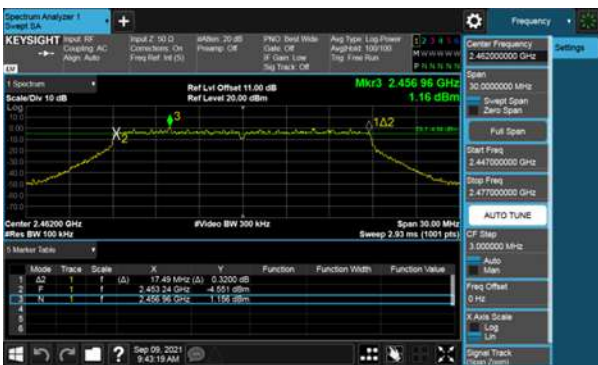 Spectrum Analyzer 1
Swept SA
Frequency
KEYSIGHT
Input: RF
Coupling: AC
Align: Auto
Input Z: 50 Ω
Corrections: On
Freq Ref: Int (S)
#Atten: 20 dB
Preamp: Off
PNO: Best Wide
Gate: Off
IF Gain: Low
Sig Track: Off
Avg Type: Log-Power
Avg|Hold: 100/100
Trig: Free Run
1 2 3 4 5 6
M W W W W W
P N N N N N
1 Spectrum
Scale/Div 10 dB
Ref Lvl Offset 11.00 dB
Ref Level 20.00 dBm
Mkr3 2.456 96 GHz
1.16 dBm
Log
10.0
0.00
-10.0
-20.0
-30.0
-40.0
-50.0
-60.0
-70.0
2
3
1Δ2
Center 2.46200 GHz
#Res BW 100 kHz
#Video BW 300 kHz
Span 30.00 MHz
Sweep 2.93 ms (1001 pts)
5 Marker Table
Mode Trace Scale X Y Function Function Width Function Value
1 Δ2 1 f (Δ) 17.49 MHz (Δ) 0.3200 dB
2 F 1 f 2.453 24 GHz -4.551 dBm
3 N 1 f 2.456 96 GHz 1.156 dBm
4
5
6
Sep 09, 2021
9:43:19 AM
Center Frequency
2.462000000 GHz
Settings
Span
30.0000000 MHz
Swept Span
Zero Span
Full Span
Start Freq
2.447000000 GHz
Stop Freq
2.477000000 GHz
AUTO TUNE
CF Step
3.000000 MHz
Auto
Man
Freq Offset
0 Hz
X Axis Scale
Log
Lin
Signal Track
(Span Zoom)